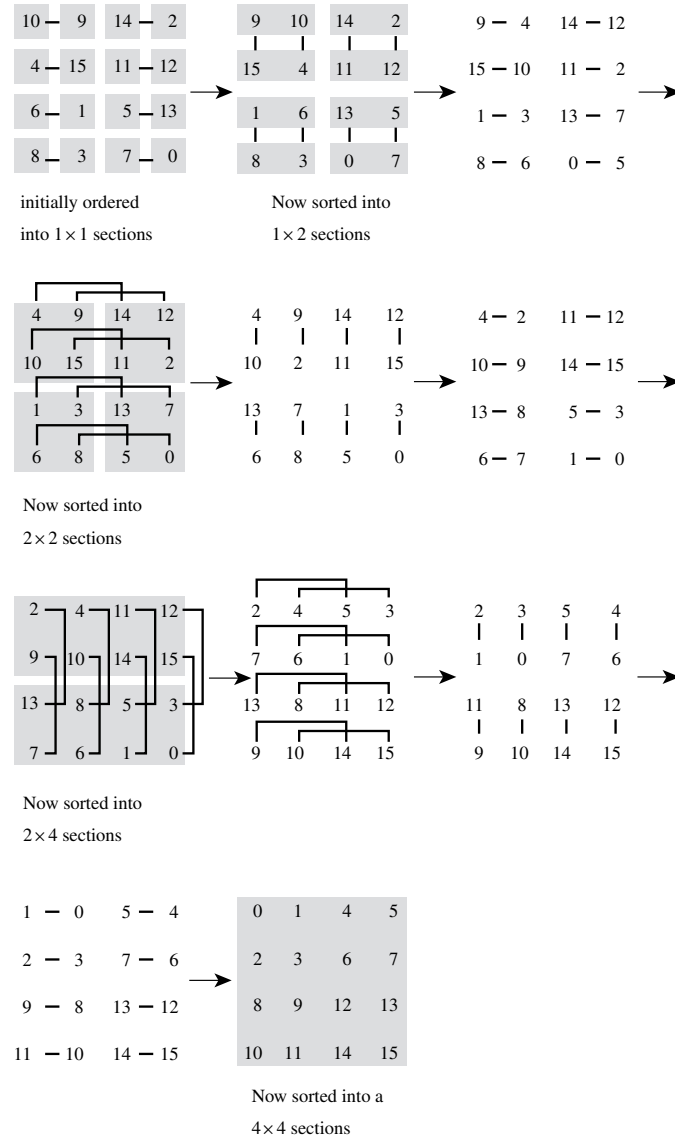 10 9 14 2 9 10 14 2 9 4 14 12
4 15 11 12 15 4 11 12 15 10 11 2
6 1 5 13 1 6 13 5 1 3 13 7
8 3 7 0 8 3 0 7 8 6 0 5
initially ordered
into 1 × 1 sections
Now sorted into
1 × 2 sections
4 9 14 12 4 9 14 12 4 2 11 12
10 15 11 2 10 2 11 15 10 9 14 15
1 3 13 7 13 7 1 3 13 8 5 3
6 8 5 0 6 8 5 0 6 7 1 0
Now sorted into
2 × 2 sections
2 4 11 12 2 4 5 3 2 3 5 4
9 10 14 15 7 6 1 0 1 0 7 6
13 8 5 3 13 8 11 12 11 8 13 12
7 6 1 0 9 10 14 15 9 10 14 15
Now sorted into
2 × 4 sections
1 0 5 4 0 1 4 5
2 3 7 6 2 3 6 7
9 8 13 12 8 9 12 13
11 10 14 15 10 11 14 15
Now sorted into a
4 × 4 sections